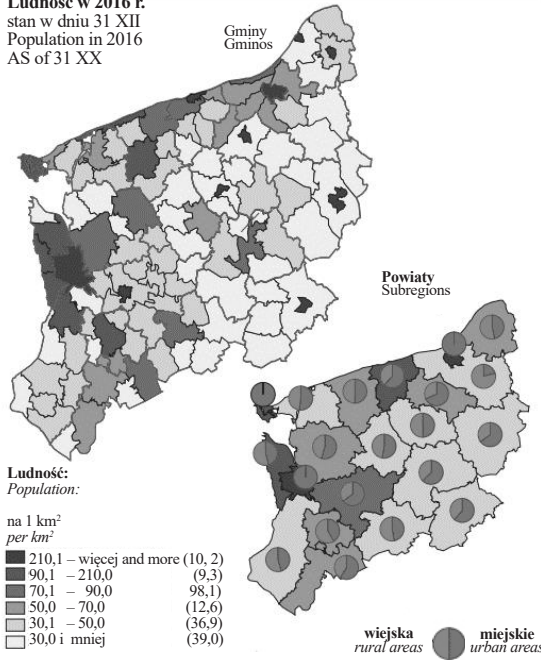 Ludność w 2016 r.
stan w dniu 31 XII
Population in 2016
AS of 31 XX
Gminy
Gminos
Powiaty
Subregions
Ludność:
Population:
na 1 km²
per km²
210,1 – więcej and more (10, 2)
90,1 – 210,0 (9,3)
70,1 – 90,0 98,1)
50,0 – 70,0 (12,6)
30,1 – 50,0 (36,9)
30,0 i mniej (39,0)
wiejska miejskie
rural areas urban areas